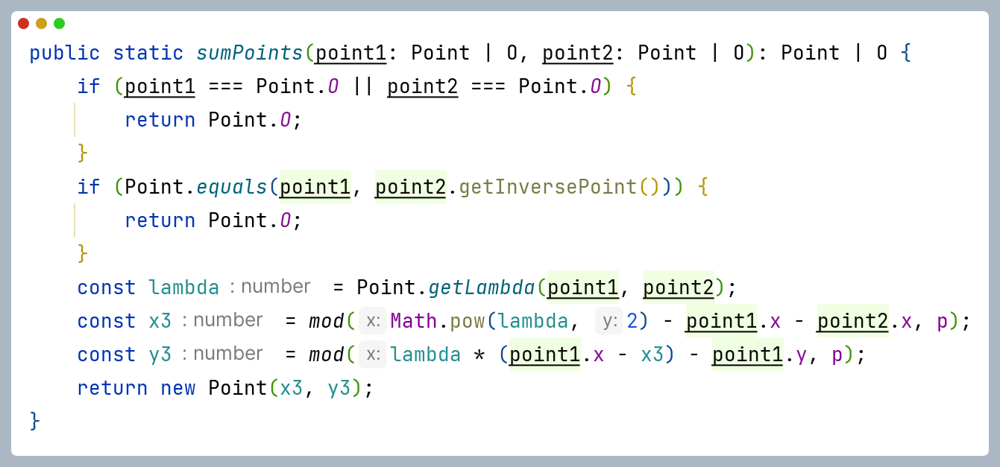 public static sumPoints(point1: Point | O, point2: Point | O): Point | O {
    if (point1 === Point.O || point2 === Point.O) {
        return Point.O;
    }
    if (Point.equals(point1, point2.getInversePoint())) {
        return Point.O;
    }
    const lambda : number = Point.getLambda(point1, point2);
    const x3 : number = mod( x: Math.pow(lambda, y: 2) - point1.x - point2.x, p);
    const y3 : number = mod( x: lambda * (point1.x - x3) - point1.y, p);
    return new Point(x3, y3);
}